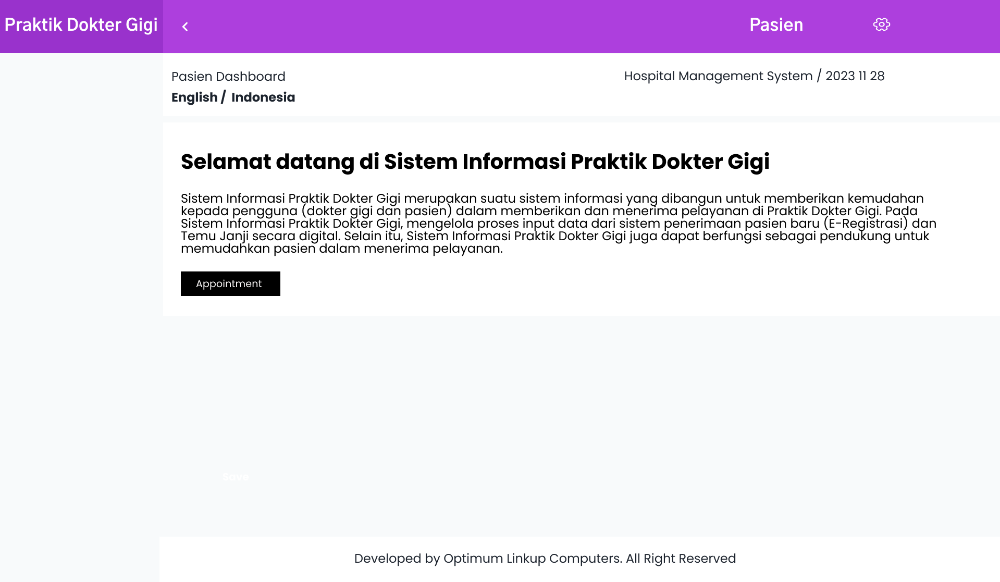 Praktik Dokter Gigi
Pasien
Pasien Dashboard
Hospital Management System / 2023 11 28
English / Indonesia
Selamat datang di Sistem Informasi Praktik Dokter Gigi
Sistem Informasi Praktik Dokter Gigi merupakan suatu sistem informasi yang dibangun untuk memberikan kemudahan
kepada pengguna (dokter gigi dan pasien) dalam memberikan dan menerima pelayanan di Praktik Dokter Gigi. Pada
Sistem Informasi Praktik Dokter Gigi, mengelola proses input data dari sistem penerimaan pasien baru (E-Registrasi) dan
Temu Janji secara digital. Selain itu, Sistem Informasi Praktik Dokter Gigi juga dapat berfungsi sebagai pendukung untuk
memudahkan pasien dalam menerima pelayanan.
Appointment
Save
Developed by Optimum Linkup Computers. All Right Reserved